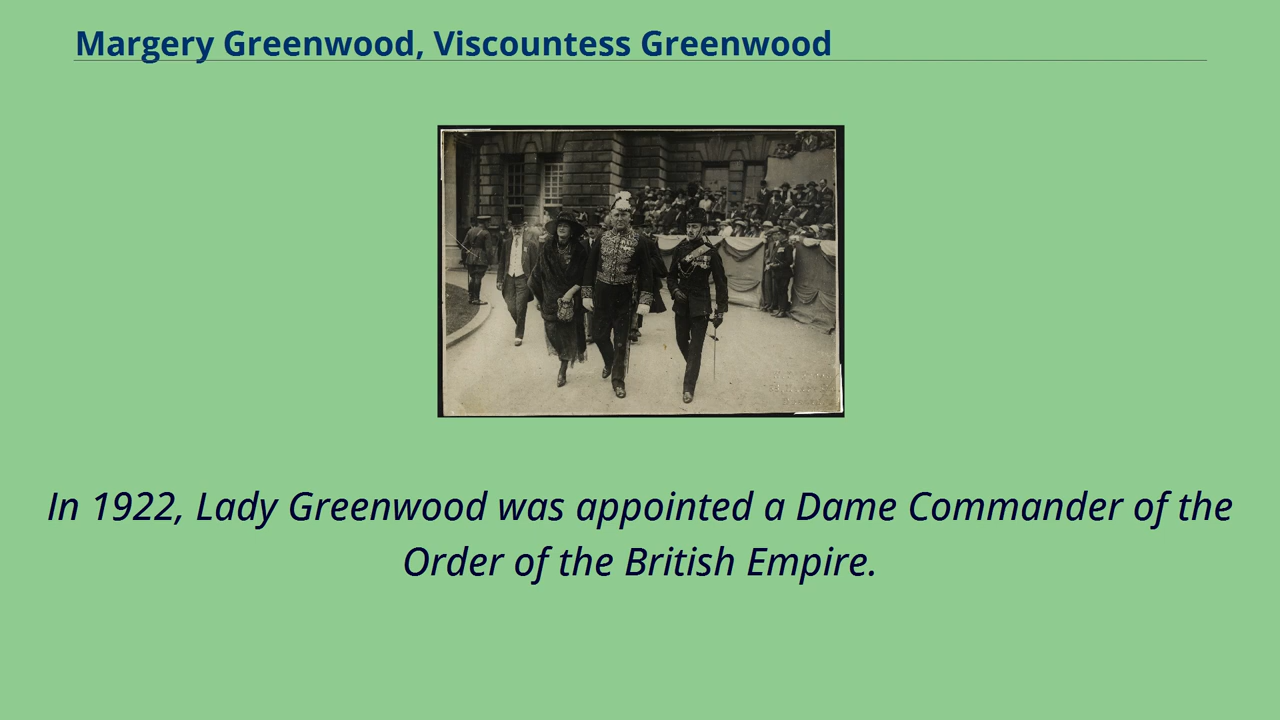 Margery Greenwood, Viscountess Greenwood
In 1922, Lady Greenwood was appointed a Dame Commander of the
Order of the British Empire.